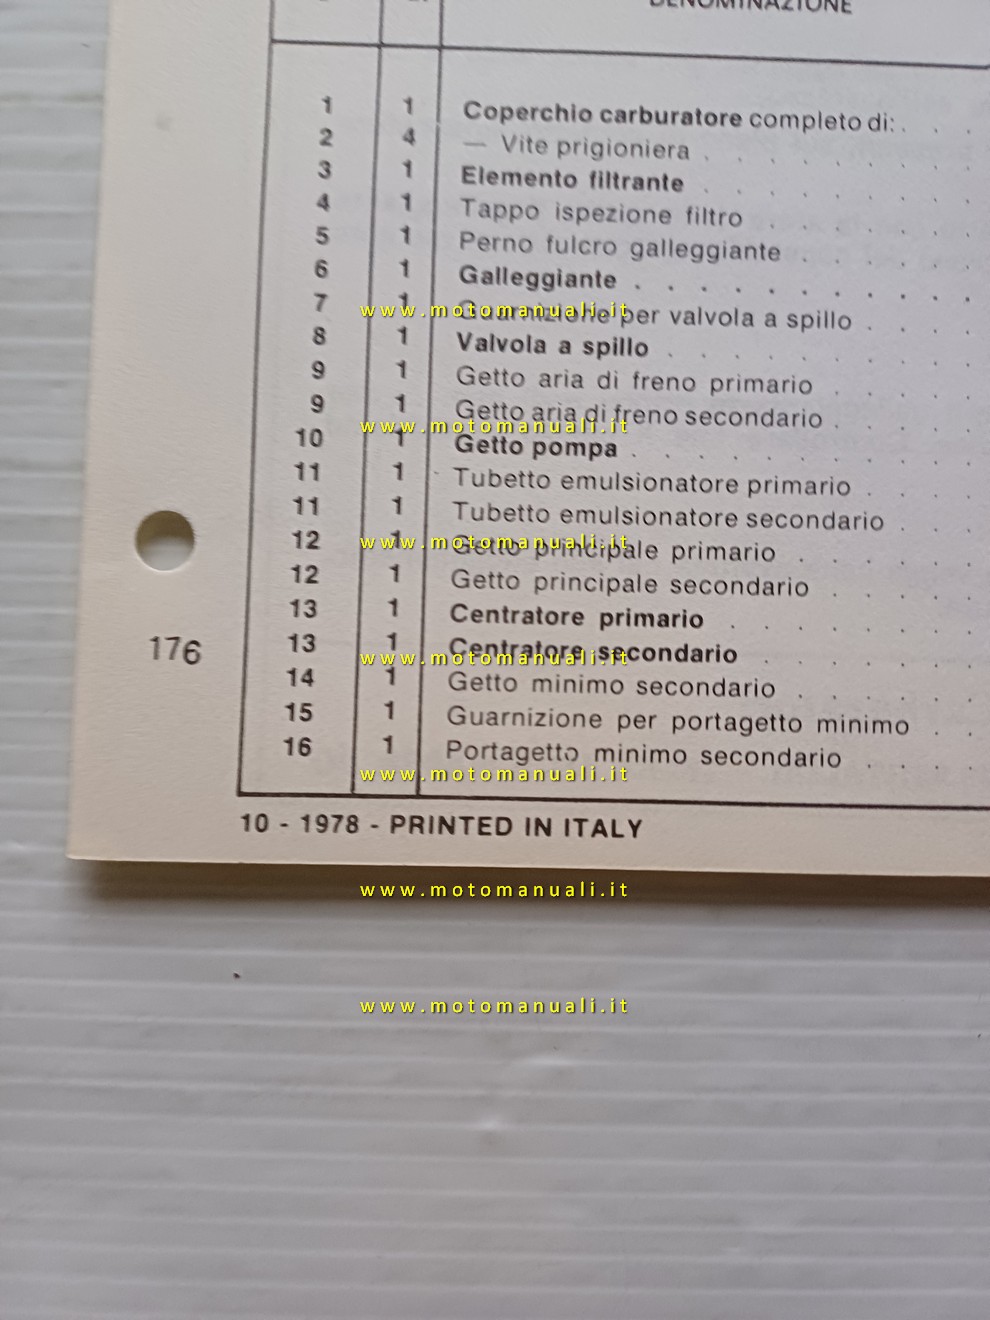 DENOMINAZIONE
1 1 Coperchio carburatore completo di: . . .
2 4 — Vite prigioniera . . . . . . .
3 1 Elemento filtrante . . . . . . .
4 1 Tappo ispezione filtro . . . . . .
5 1 Perno fulcro galleggiante . . . . .
6 1 Galleggiante . . . . . . . . .
7 1 Guarnizione per valvola a spillo . . . .
www.motomanuali.it
8 1 Valvola a spillo . . . . . . . .
9 1 Getto aria di freno primario . . . . .
9 1 Getto aria di freno secondario . . . . .
www.motomanuali.it
10 1 Getto pompa . . . . . . . . .
11 1 Tubetto emulsionatore primario . . . .
11 1 Tubetto emulsionatore secondario . . .
12 1 Getto principale primario . . . . . .
www.motomanuali.it
12 1 Getto principale secondario . . . . .
13 1 Centratore primario . . . . . . .
13 1 Centratore secondario . . . . . .
www.motomanuali.it
14 1 Getto minimo secondario . . . . . .
15 1 Guarnizione per portagetto minimo . .
16 1 Portagetto minimo secondario . . . .
www.motomanuali.it
176
10 - 1978 - PRINTED IN ITALY
www.motomanuali.it
www.motomanuali.it